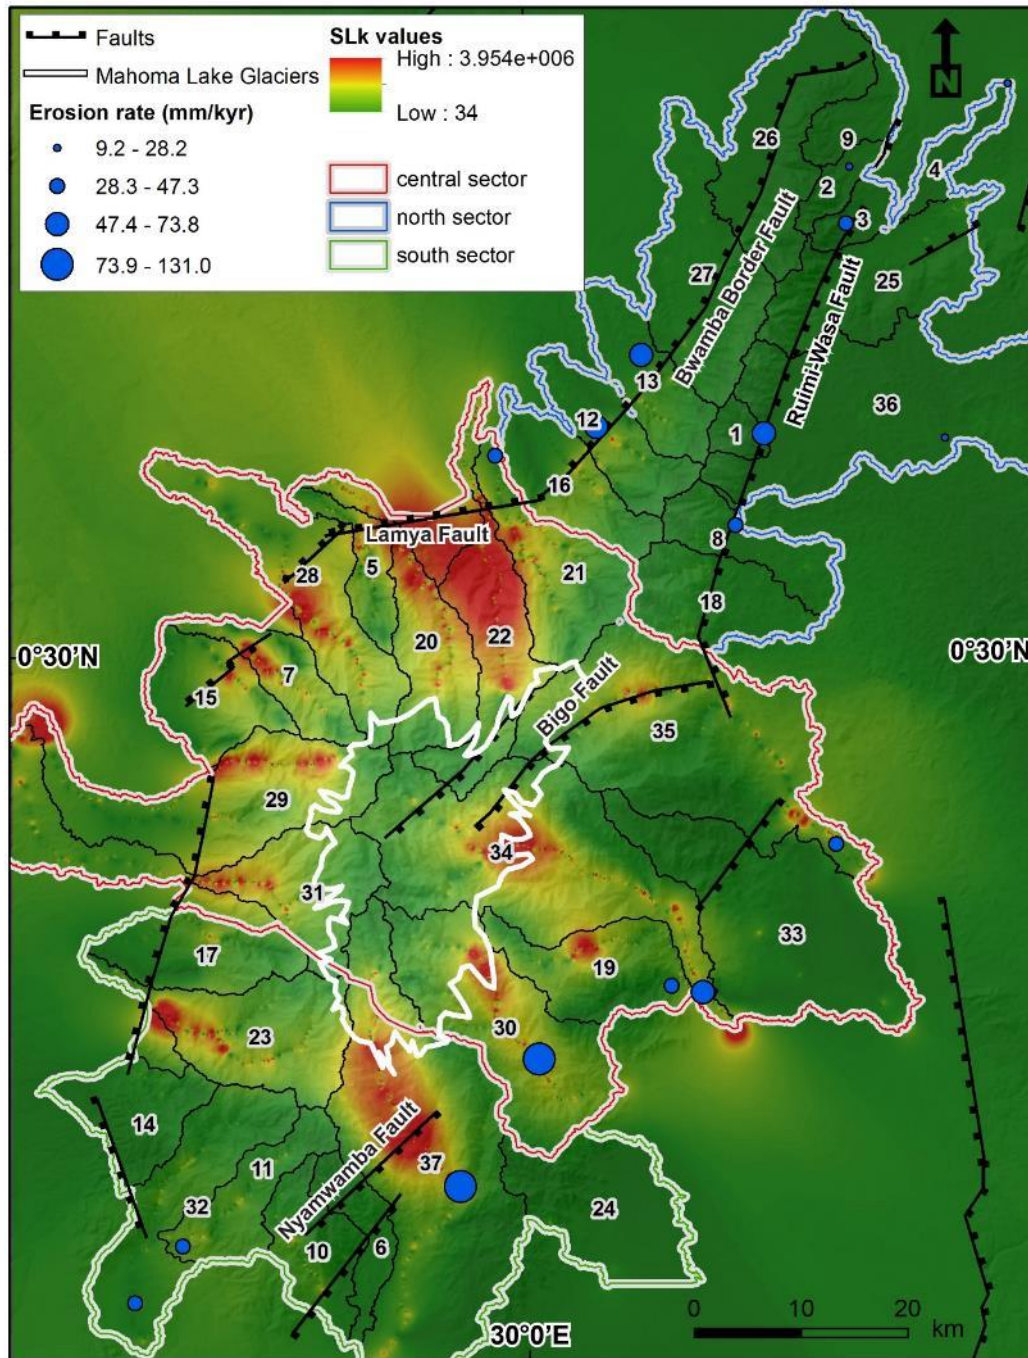 Faults
Mahoma Lake Glaciers
Erosion rate (mm/kyr)
9.2 - 28.2
28.3 - 47.3
47.4 - 73.8
73.9 - 131.0
SLk values
High : 3.954e+006
Low : 34
central sector
north sector
south sector
N
26
9
4
2
3
27
25
Bwamba Border Fault
Ruimi-Wasa Fault
13
36
12
1
16
Lamya Fault
8
28
5
21
18
20
22
0°30'N
0°30'N
7
15
Bigo Fault
35
29
34
31
33
17
19
30
23
14
Nyamwamba Fault
37
11
32
24
10
6
30°0'E
0
10
20
km